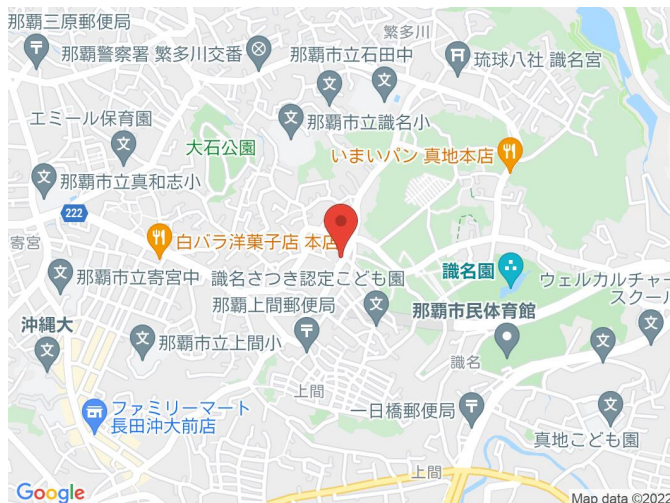 那覇三原郵便局
繁多川
那覇警察署 繁多川交番
那覇市立石田中
琉球八社 識名宮
エミール保育園
那覇市立識名小
大石公園
いまいパン 真地本店
那覇市立真和志小
222
寄宮
白バラ洋菓子店 本店
識名園
那覇市立寄宮中
識名さつき認定こども園
ウェルカルチャー
スクール
那覇上間郵便局
那覇市民体育館
沖縄大
那覇市立上間小
識名
上間
ファミリーマート
長田沖大前店
一日橋郵便局
真地こども園
上間
Google
Map data ©2022